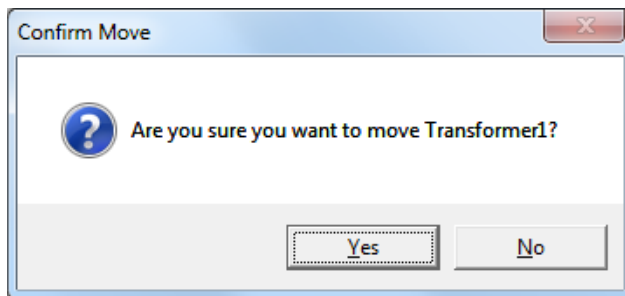 Confirm Move
Are you sure you want to move Transformer1?
Yes
No